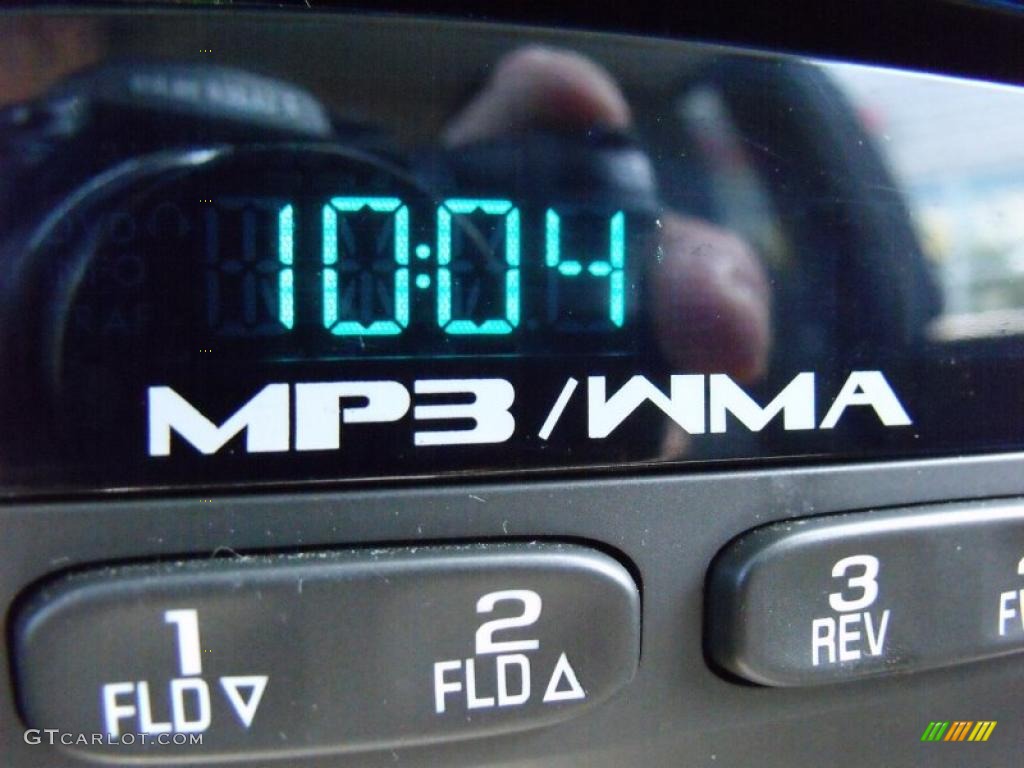 10:04
MP3/WMA
1 2 3
FLD ▽ FLD △ REV
GTCARLOT.COM